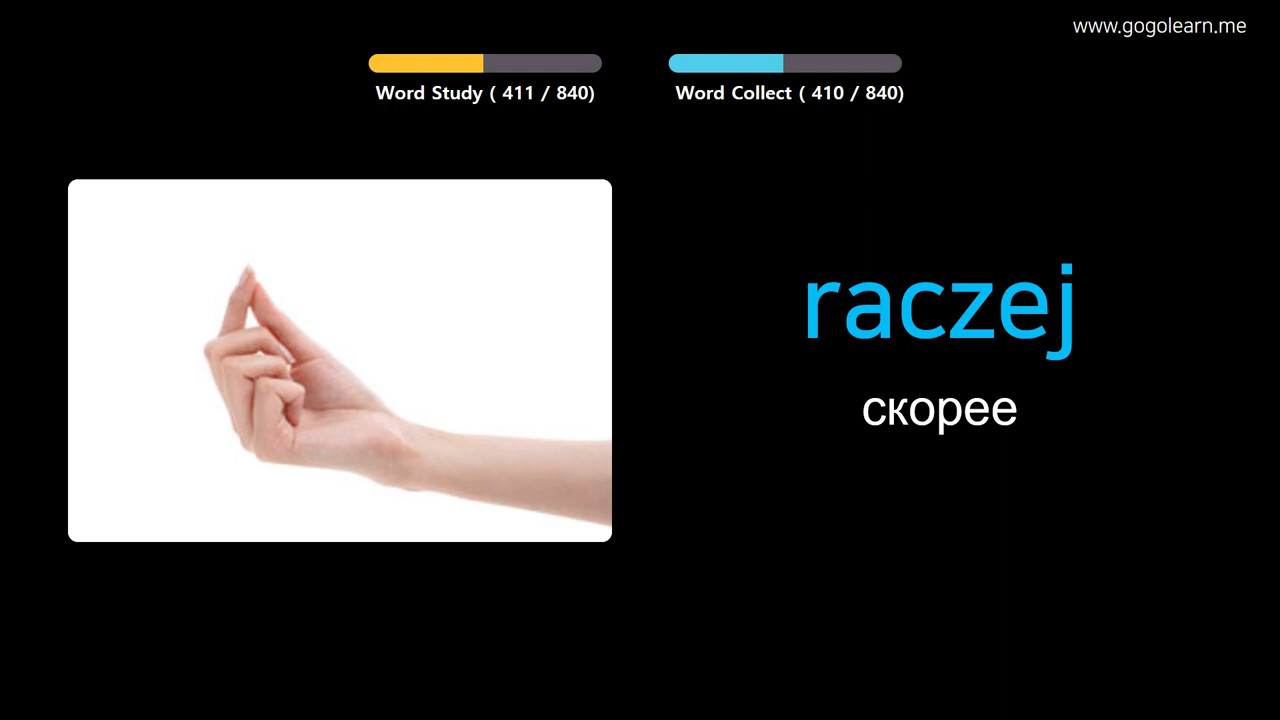 www.gogolearn.me
Word Study ( 411 / 840)
Word Collect ( 410 / 840)
raczej
скорее